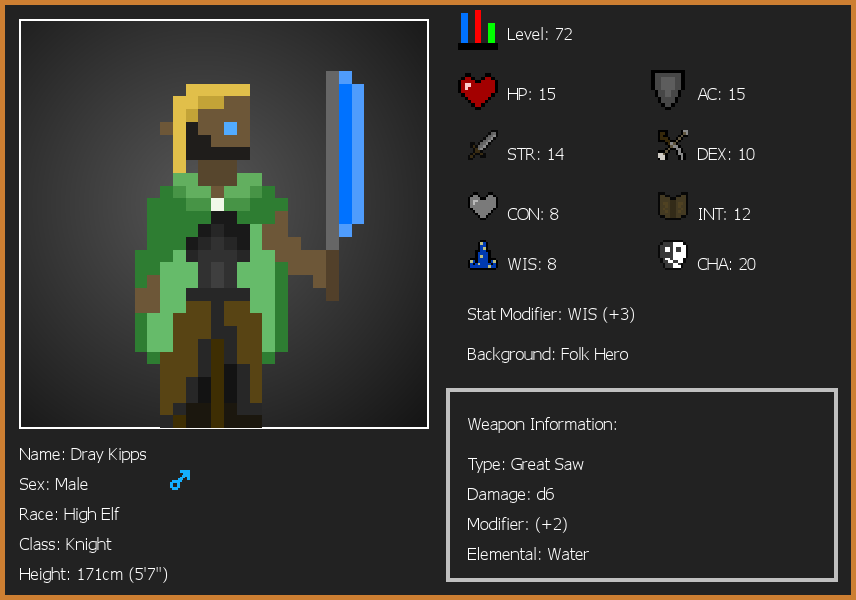 Level: 72
HP: 15
AC: 15
STR: 14
DEX: 10
CON: 8
INT: 12
WIS: 8
CHA: 20
Stat Modifier: WIS (+3)
Background: Folk Hero
Weapon Information:
Type: Great Saw
Damage: d6
Modifier: (+2)
Elemental: Water
Name: Dray Kipps
Sex: Male
Race: High Elf
Class: Knight
Height: 171cm (5'7")